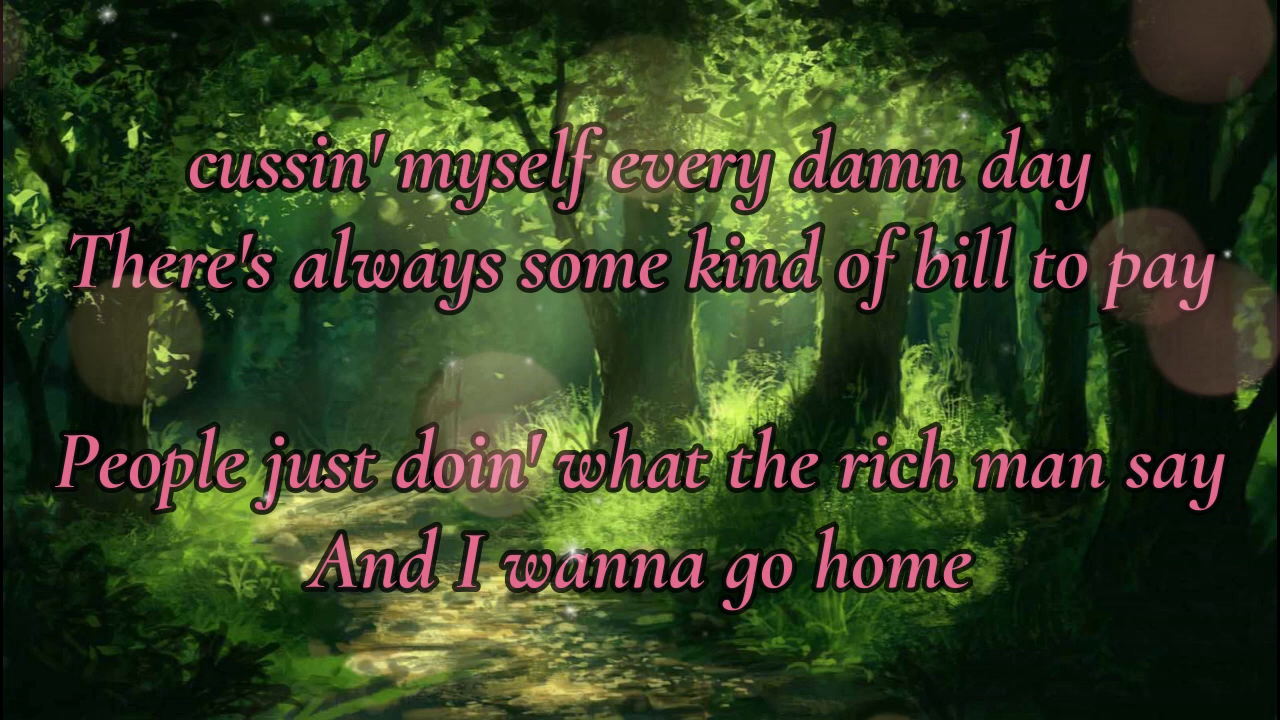 cussin' myself every damn day
There's always some kind of bill to pay
People just doin' what the rich man say
And I wanna go home